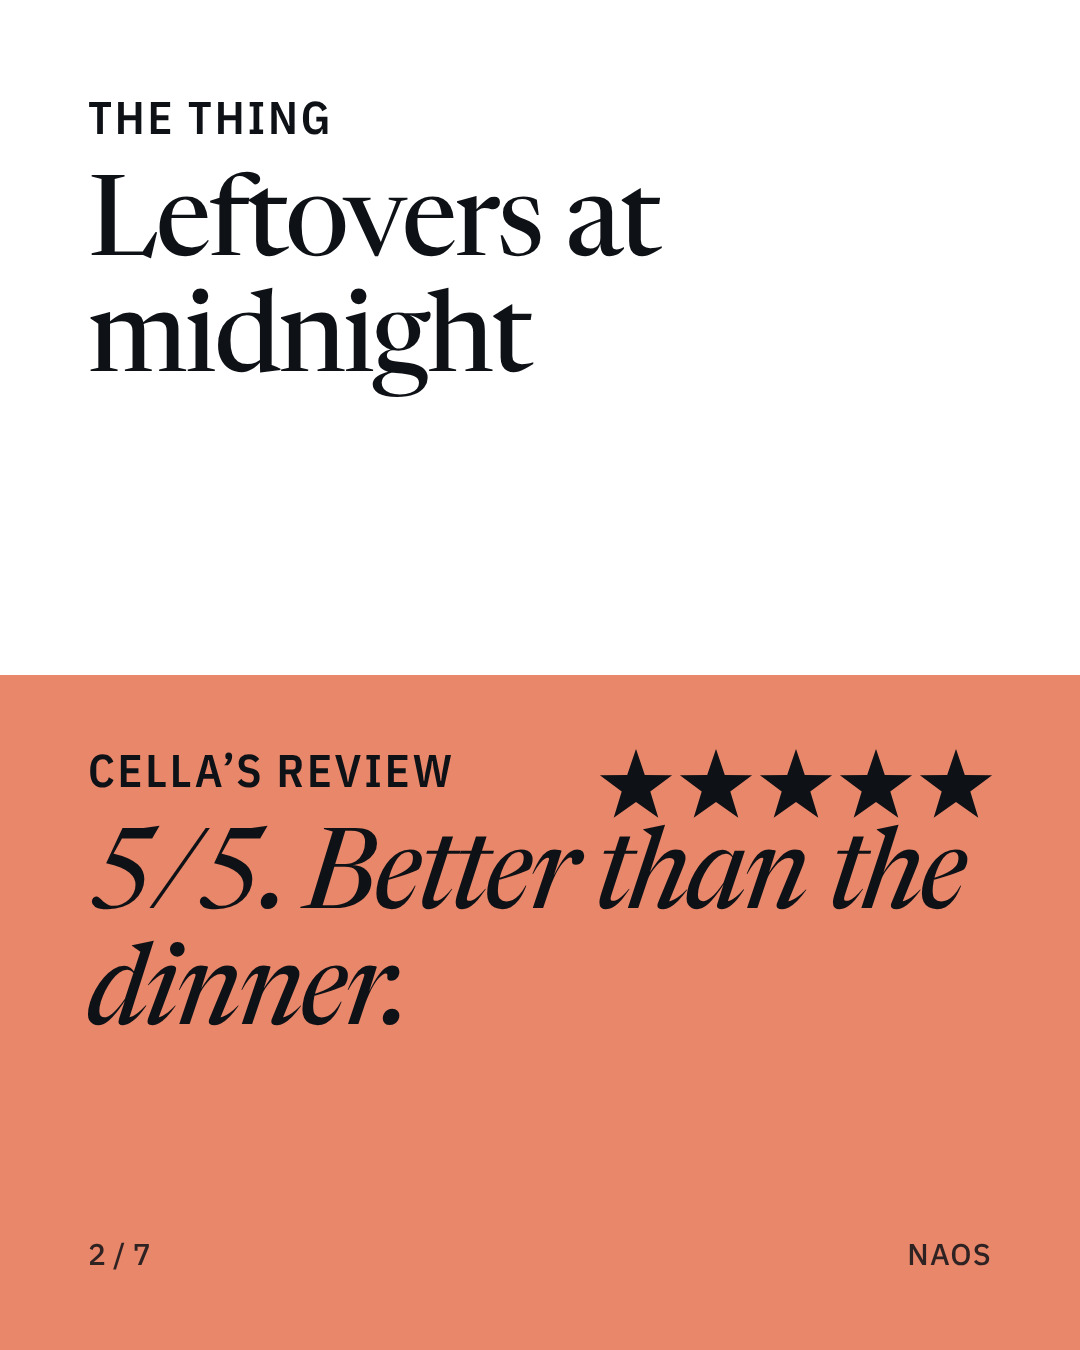 THE THING
Leftovers at
midnight
CELLA’S REVIEW
5/5. Better than the
dinner.
2 / 7
NAOS